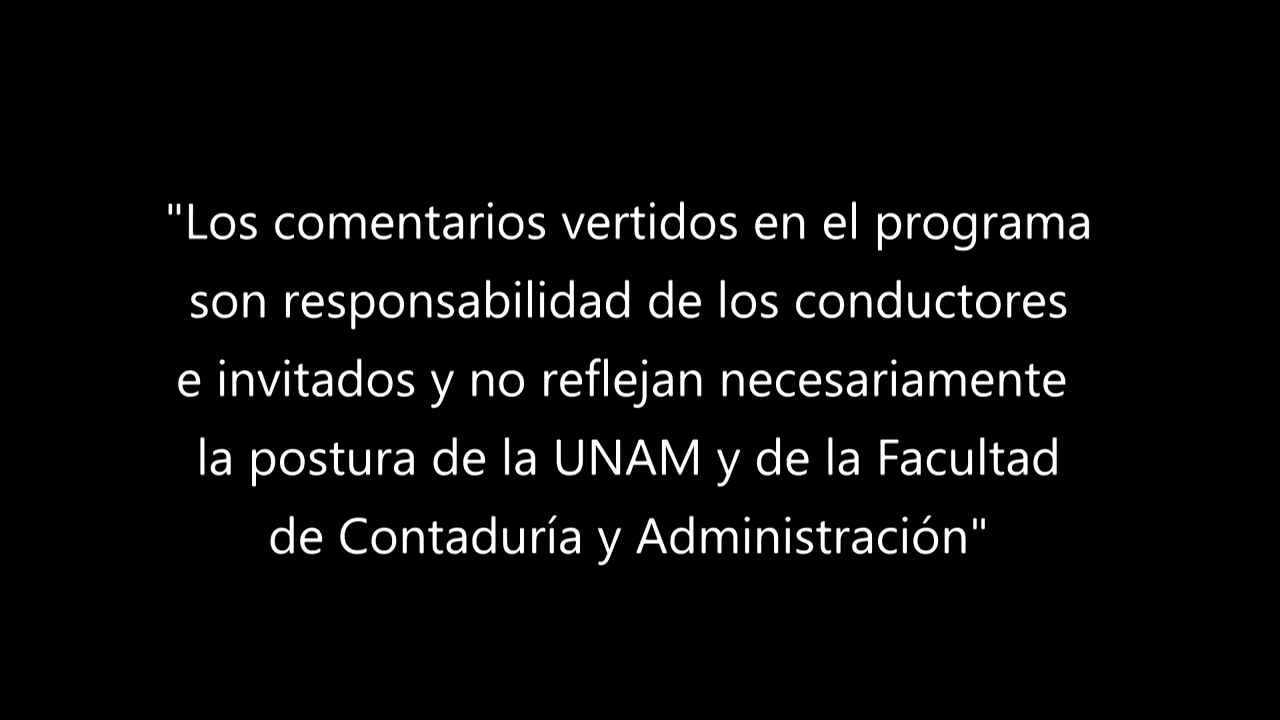 "Los comentarios vertidos en el programa
son responsabilidad de los conductores
e invitados y no reflejan necesariamente
la postura de la UNAM y de la Facultad
de Contaduría y Administración"